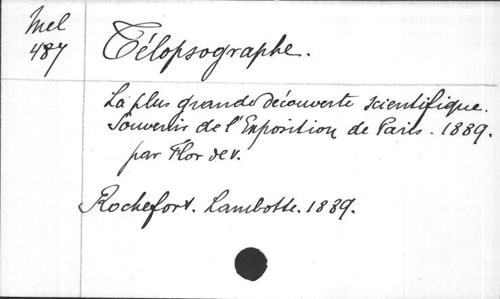 Mel
487
Télopsographe.
La plus grande découverte scientifique.
Souvenir de l'Exposition de Paris. 1889.
par Flor de v.
Rochefort. Lambotte. 1889.